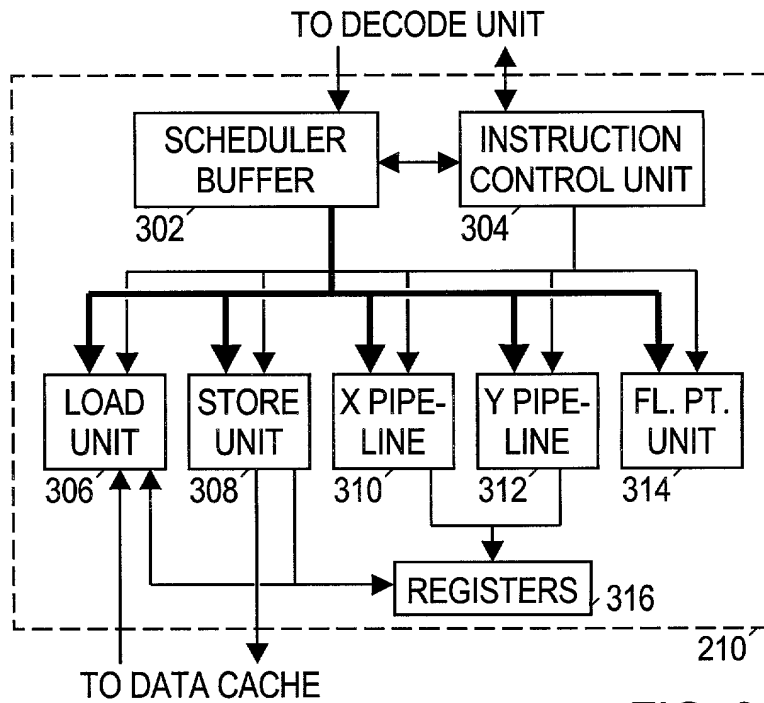 TO DECODE UNIT
SCHEDULER
BUFFER
302
INSTRUCTION
CONTROL UNIT
304
LOAD
UNIT
306
STORE
UNIT
308
X PIPE-
LINE
310
Y PIPE-
LINE
312
FL. PT.
UNIT
314
REGISTERS
316
210
TO DATA CACHE